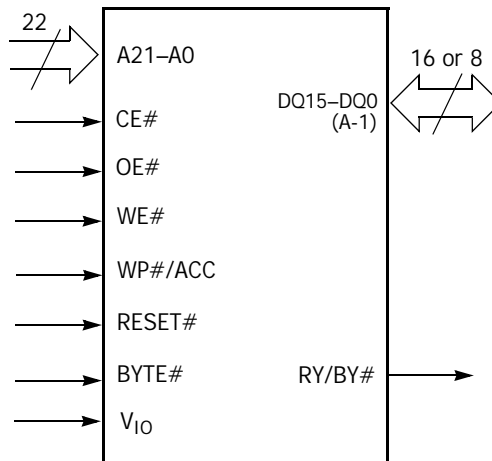 22
A21–A0
16 or 8
DQ15–DQ0
(A-1)
CE#
OE#
WE#
WP#/ACC
RESET#
BYTE#
RY/BY#
VIO